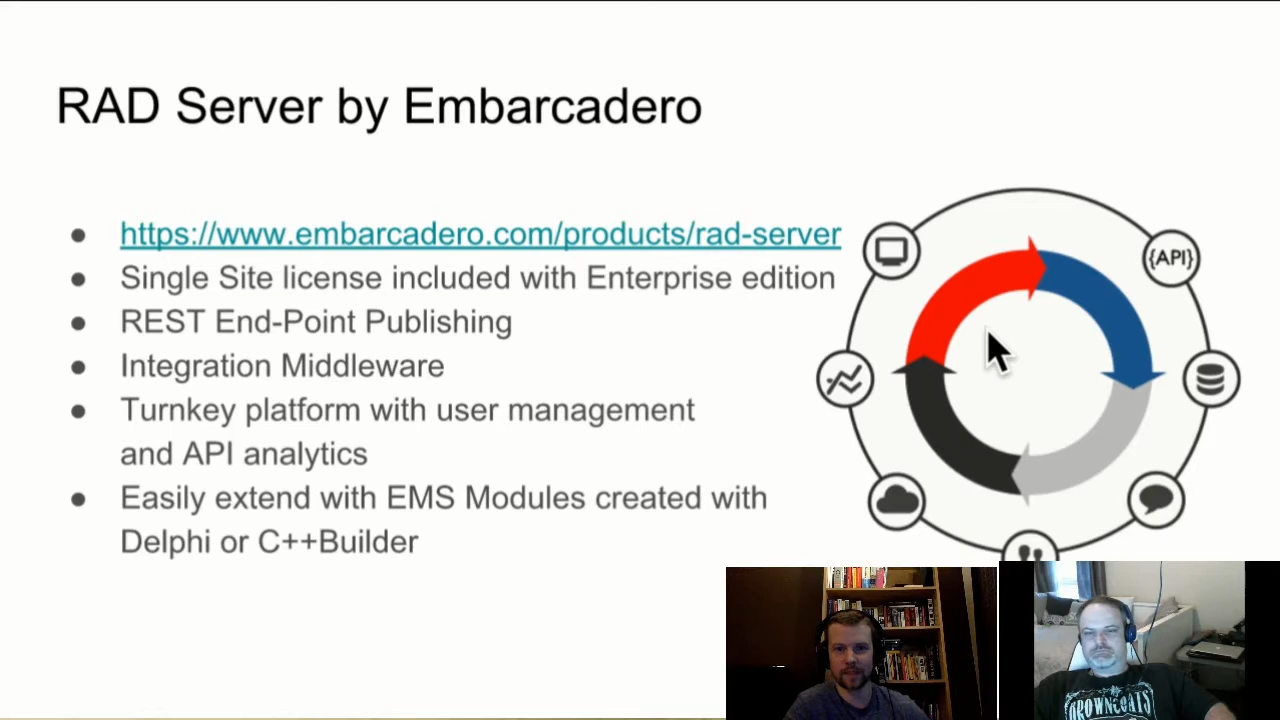 RAD Server by Embarcadero
● https://www.embarcadero.com/products/rad-server
● Single Site license included with Enterprise edition
● REST End-Point Publishing
● Integration Middleware
● Turnkey platform with user management
and API analytics
● Easily extend with EMS Modules created with
Delphi or C++Builder
{API}
BROWNCOATS